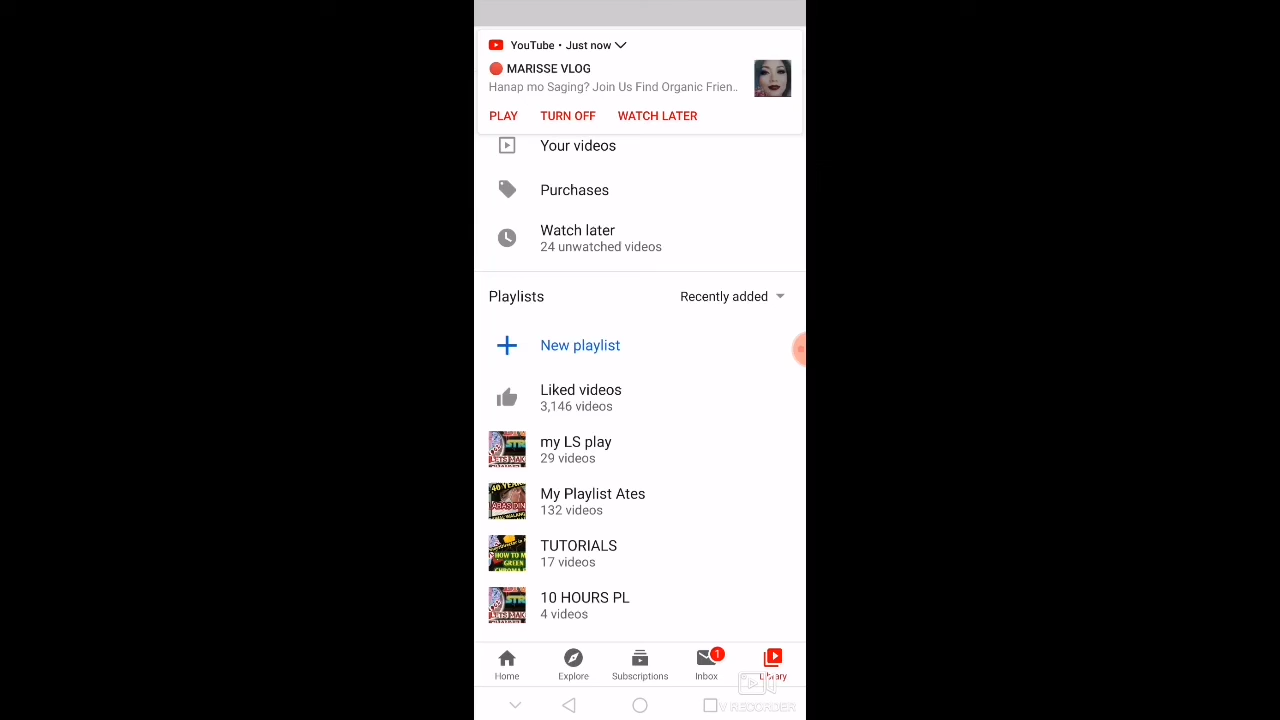 YouTube • Just now
🔴 MARISSE VLOG
Hanap mo Saging? Join Us Find Organic Frien..
PLAY TURN OFF WATCH LATER
Your videos
Purchases
Watch later
24 unwatched videos
Playlists Recently added
New playlist
Liked videos
3,146 videos
my LS play
29 videos
My Playlist Ates
132 videos
TUTORIALS
17 videos
10 HOURS PL
4 videos
1
Home Explore Subscriptions Inbox Library